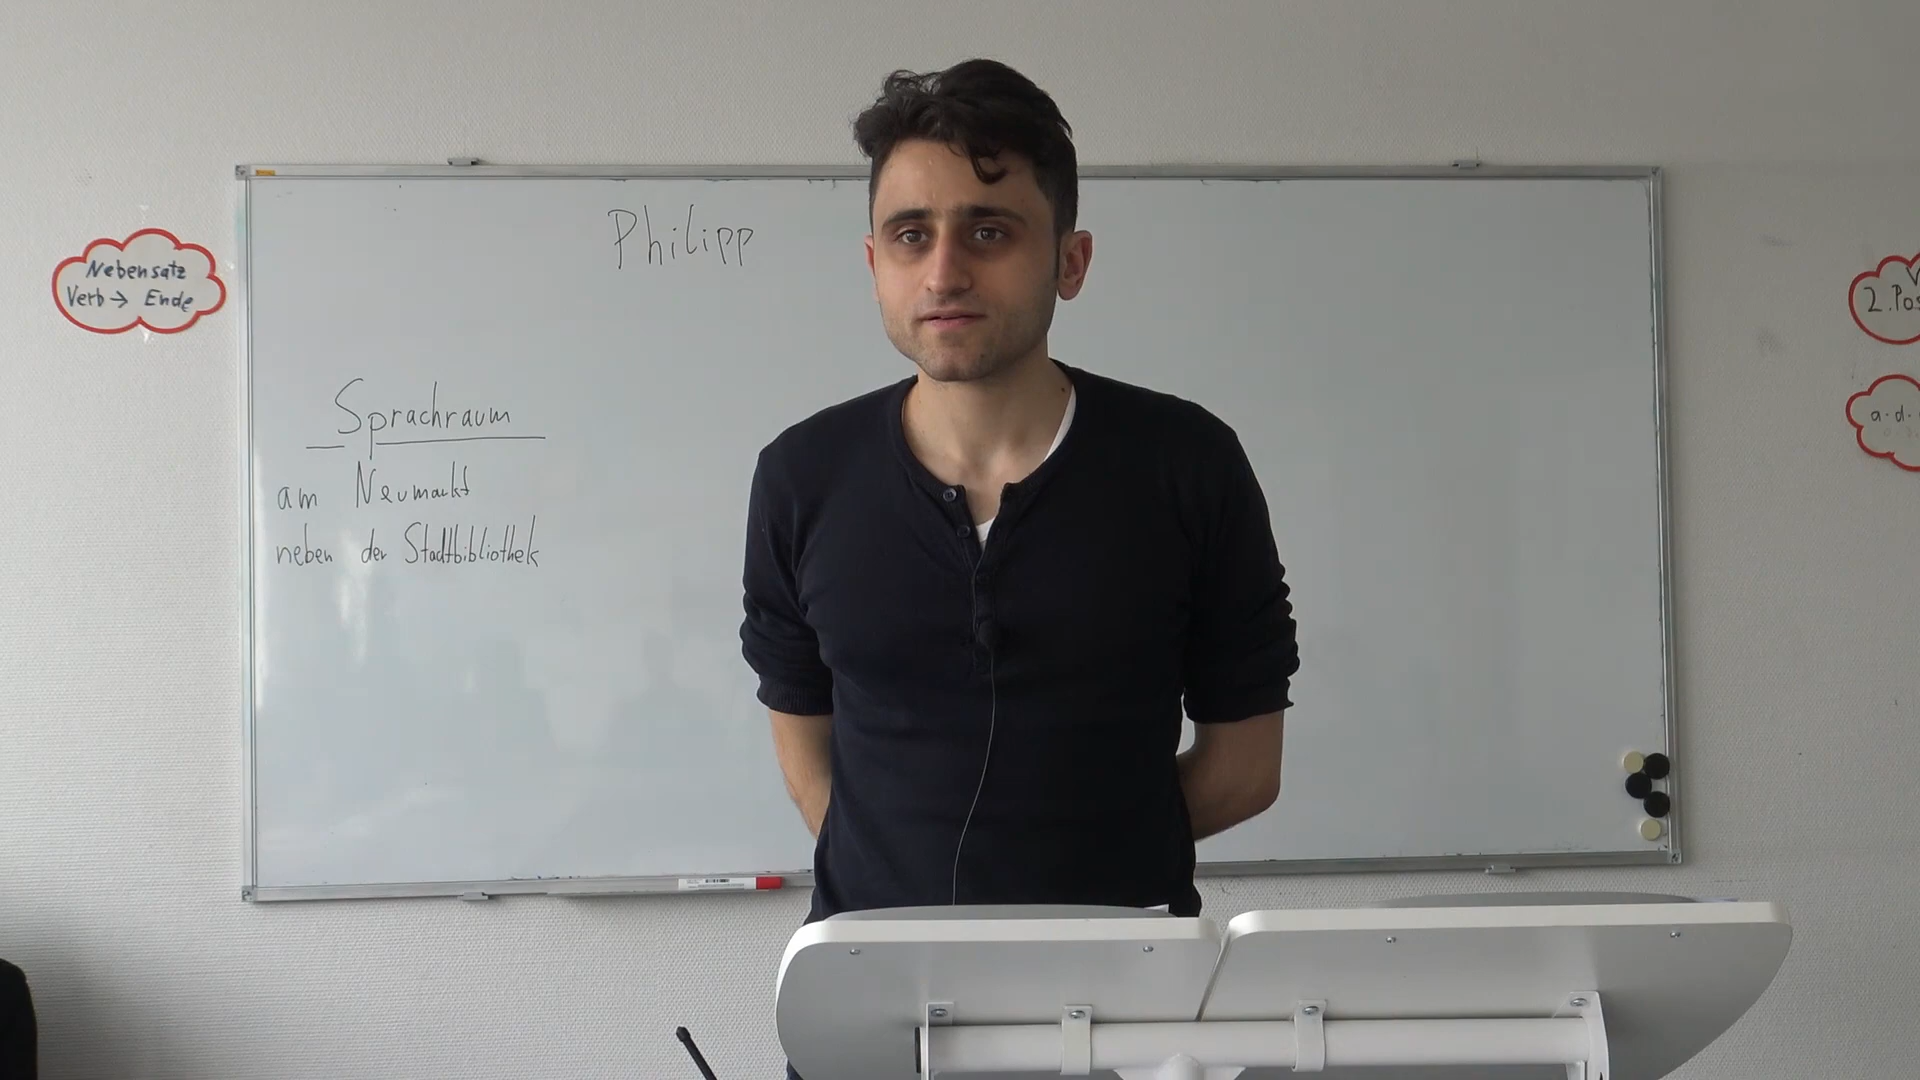 Philipp
Nebensatz
Verb → Ende
Sprachraum
am Neumarkt
neben der Stadtbibliothek
2. Pos
a·d·